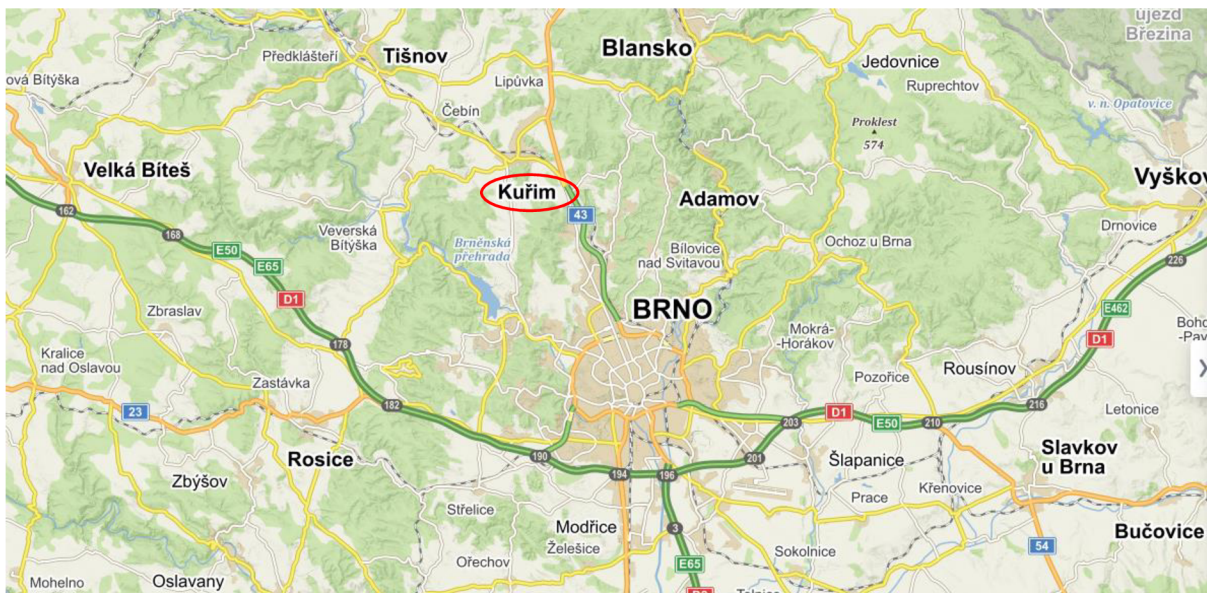 újezd
Březina
Předklášteří
Tišnov
Blansko
Jedovnice
ová Bítýška
Lipůvka
Ruprechtov
Čebín
v. n. Opatovice
Proklest
574
Velká Bíteš
Kuřim
Adamov
Vyškov
162
168
43
Veverská
Bítýška
Brněnská
přehrada
Bílovice
nad Svitavou
Ochoz u Brna
Drnovice
E50
E65
D1
226
Zbraslav
BRNO
E462
D1
178
Mokrá
-Horákov
Boho
-Pav
Kralice
nad Oslavou
Zastávka
Pozořice
Rousínov
23
182
203
D1
E50
210
216
Letonice
Rosice
190
194
196
201
Šlapanice
Slavkov
u Brna
Zbýšov
Střelice
Prace
Křenovice
Modřice
3
Bučovice
Želešice
Ořechov
Sokolnice
54
Mohelno
Oslavany
E65